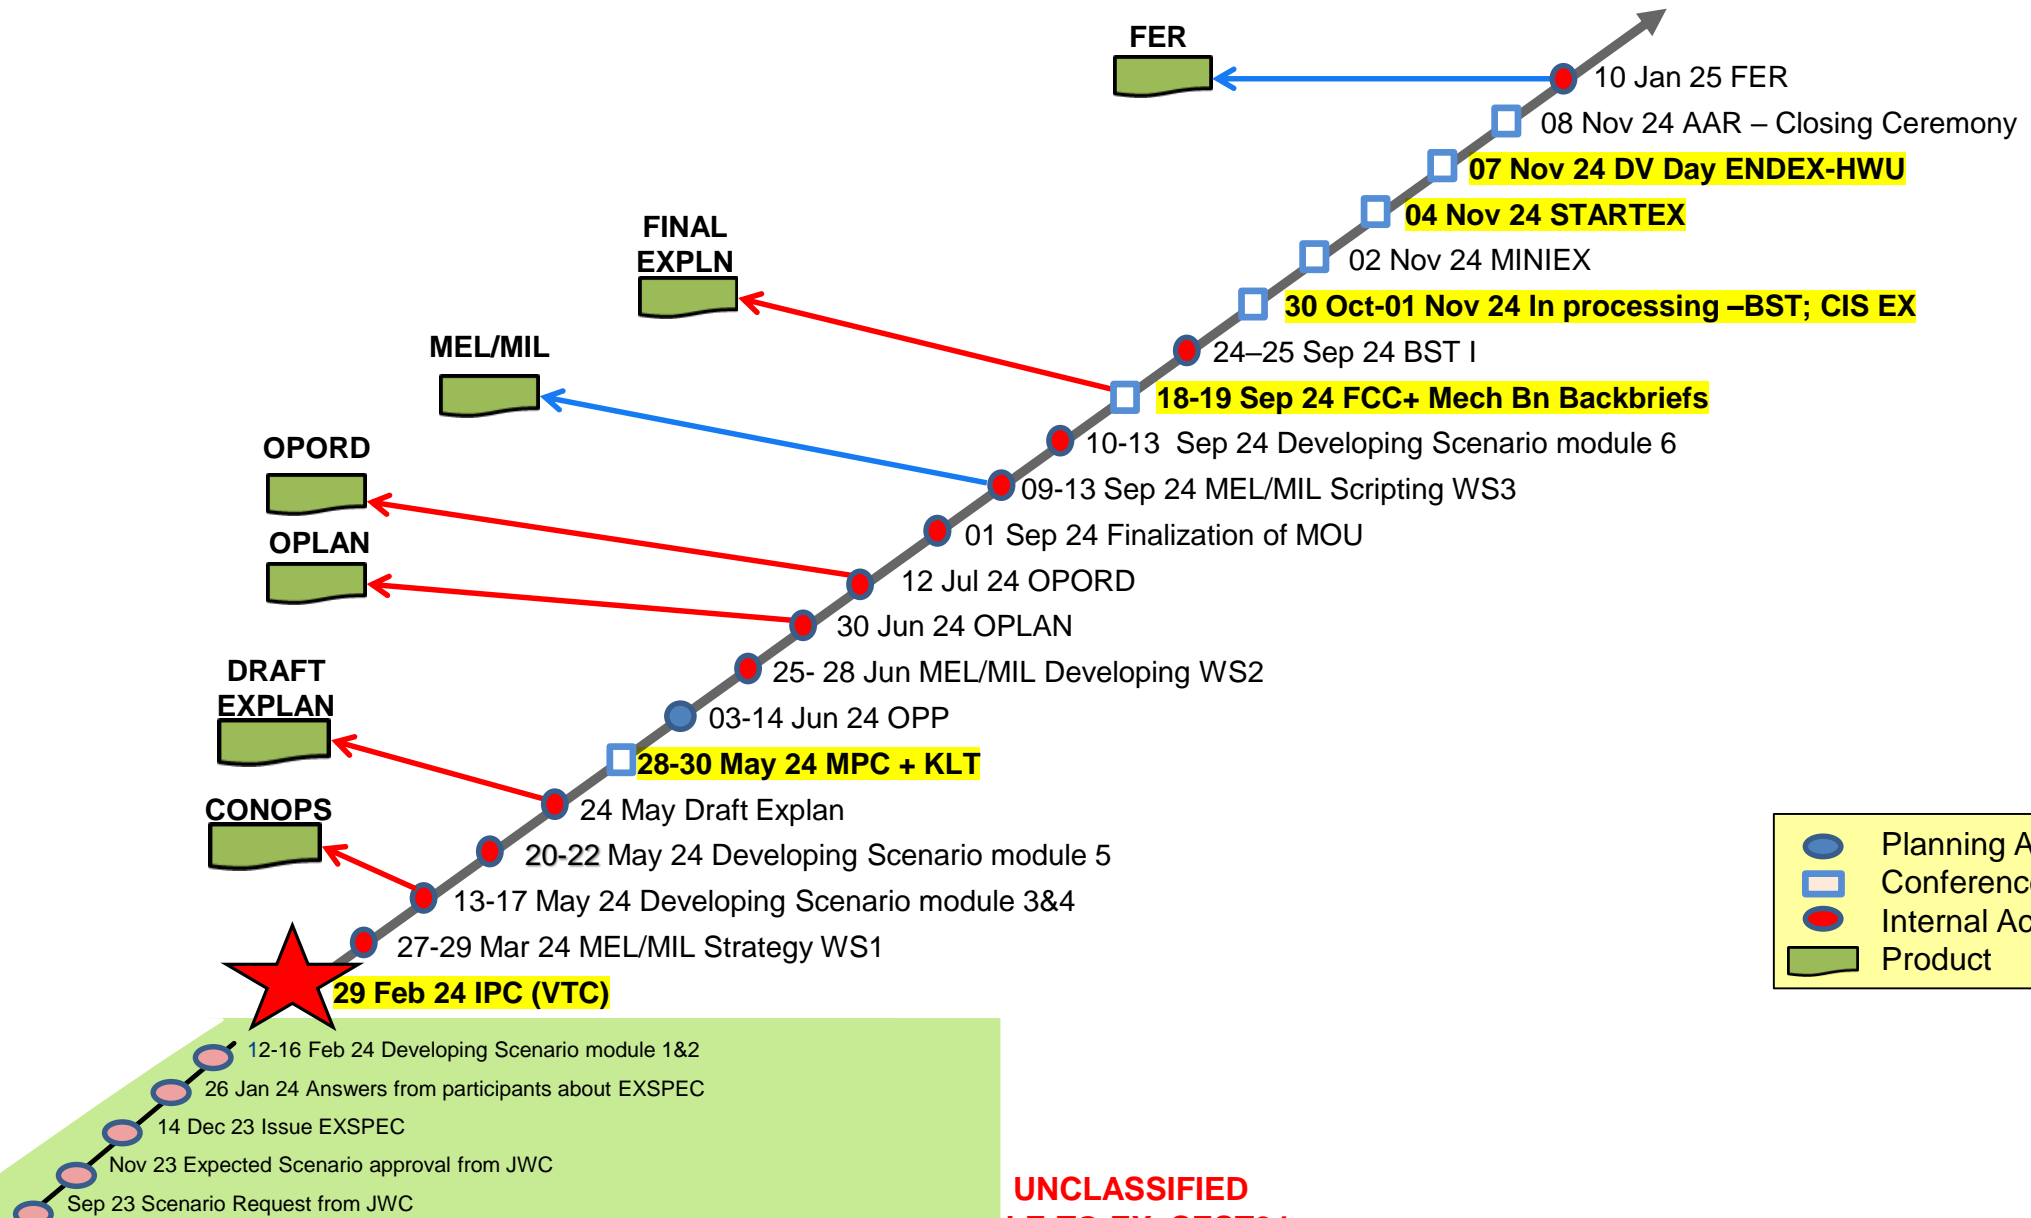 FER
10 Jan 25 FER
08 Nov 24 AAR – Closing Ceremony
07 Nov 24 DV Day ENDEX-HWU
04 Nov 24 STARTEX
FINAL
EXPLN
02 Nov 24 MINIEX
30 Oct-01 Nov 24 In processing –BST; CIS EX
MEL/MIL
24–25 Sep 24 BST I
18-19 Sep 24 FCC+ Mech Bn Backbriefs
OPORD
10-13 Sep 24 Developing Scenario module 6
09-13 Sep 24 MEL/MIL Scripting WS3
OPLAN
01 Sep 24 Finalization of MOU
12 Jul 24 OPORD
30 Jun 24 OPLAN
DRAFT
EXPLAN
25- 28 Jun MEL/MIL Developing WS2
03-14 Jun 24 OPP
28-30 May 24 MPC + KLT
CONOPS
24 May Draft Explan
20-22 May 24 Developing Scenario module 5
13-17 May 24 Developing Scenario module 3&4
27-29 Mar 24 MEL/MIL Strategy WS1
29 Feb 24 IPC (VTC)
Planning A
Conferenc
Internal Ac
Product
12-16 Feb 24 Developing Scenario module 1&2
26 Jan 24 Answers from participants about EXSPEC
14 Dec 23 Issue EXSPEC
Nov 23 Expected Scenario approval from JWC
Sep 23 Scenario Request from JWC
UNCLASSIFIED